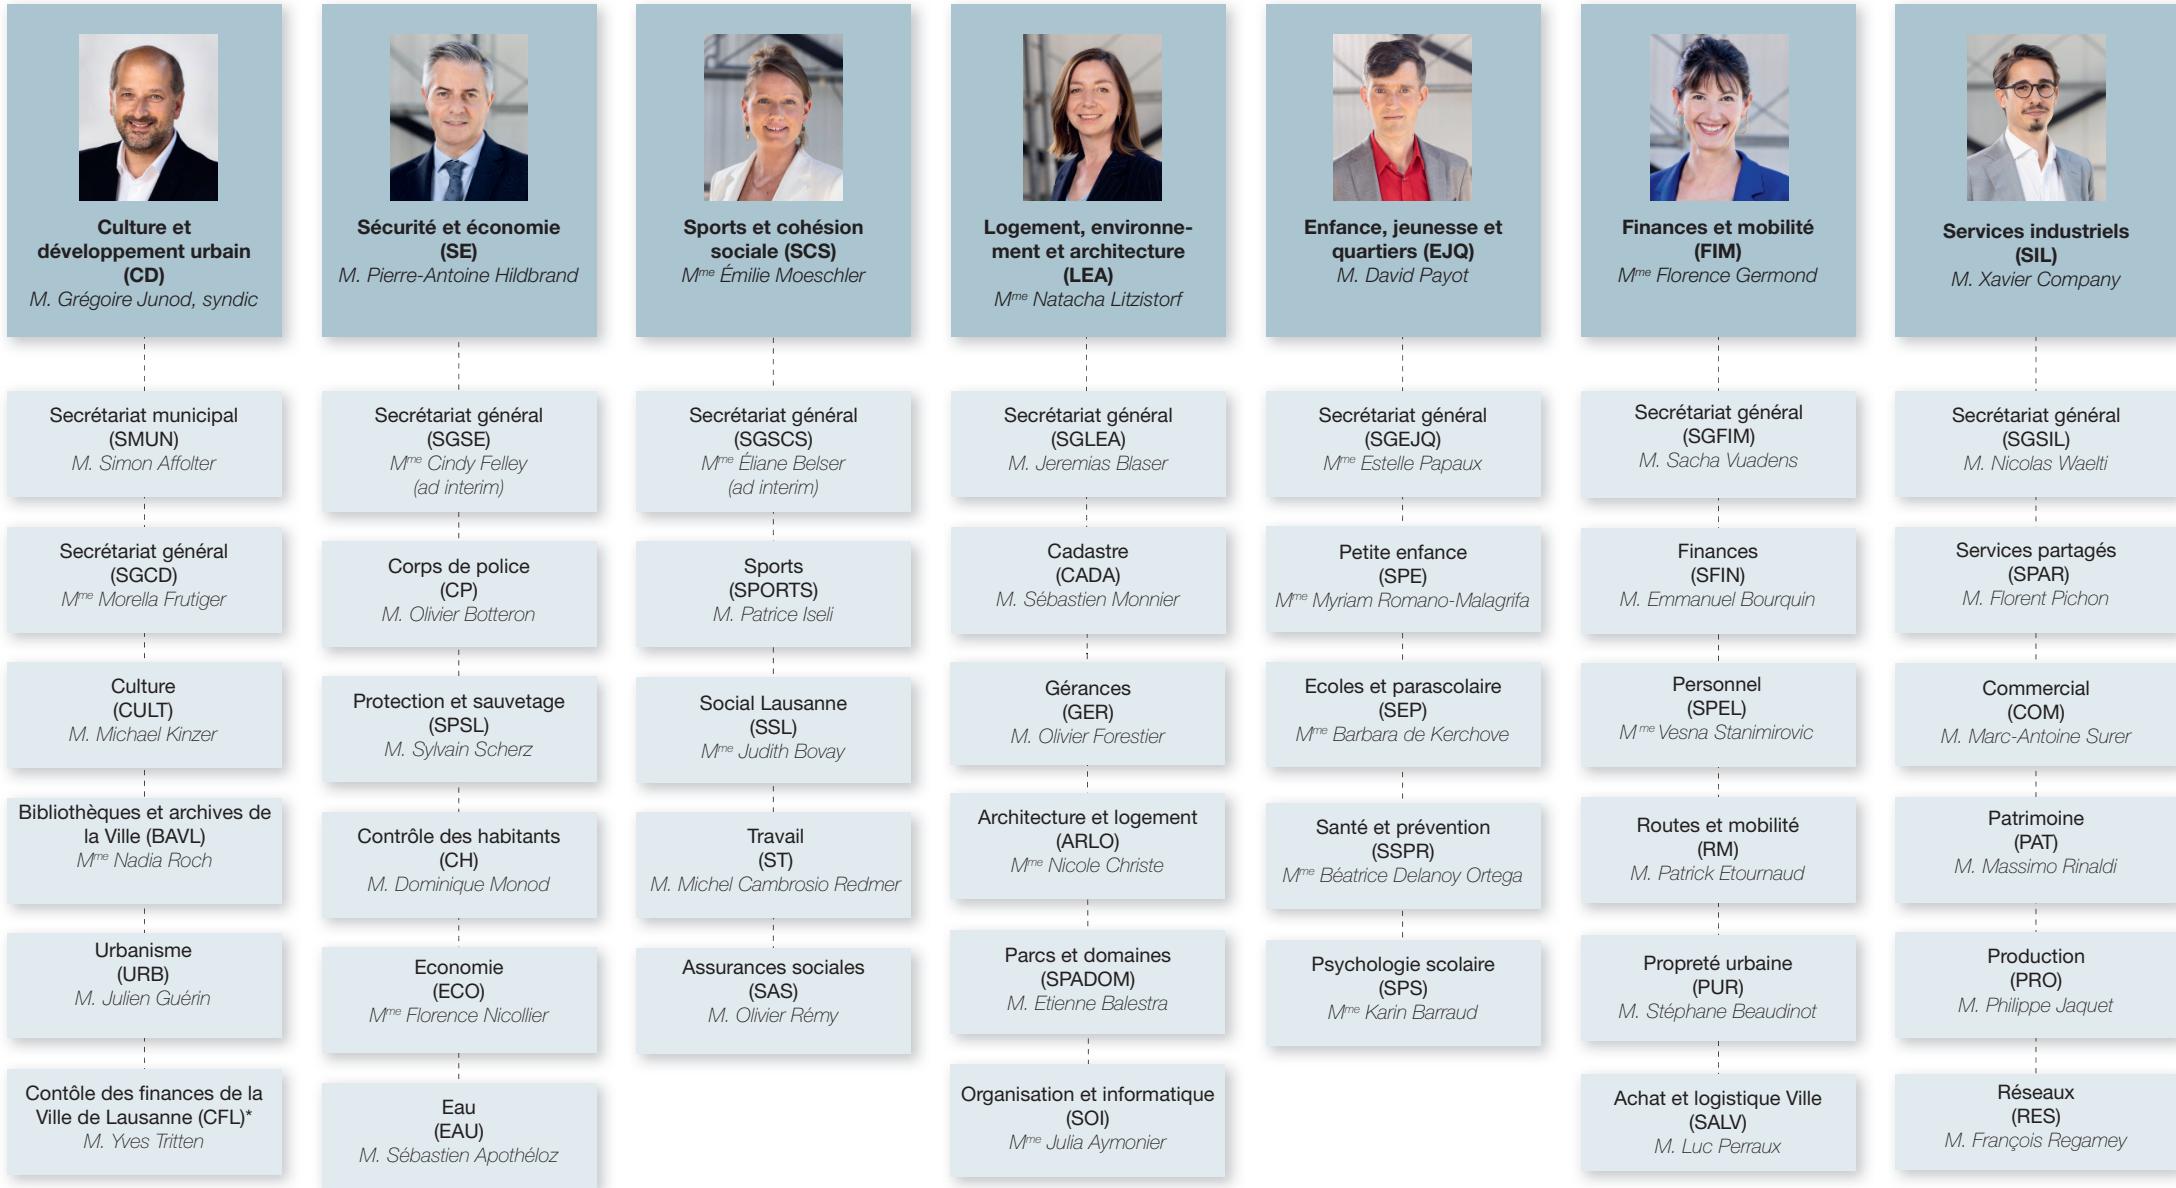 Culture et
développement urbain
(CD)
M. Grégoire Junod, syndic
Secrétariat municipal
(SMUN)
M. Simon Affolter
Secrétariat général
(SGCD)
Mme Morella Frutiger
Culture
(CULT)
M. Michael Kinzer
Bibliothèques et archives de
la Ville (BAVL)
Mme Nadia Roch
Urbanisme
(URB)
M. Julien Guérin
Contôle des finances de la
Ville de Lausanne (CFL)*
M. Yves Tritten
Sécurité et économie
(SE)
M. Pierre-Antoine Hildbrand
Secrétariat général
(SGSE)
Mme Cindy Felley
(ad interim)
Corps de police
(CP)
M. Olivier Botteron
Protection et sauvetage
(SPSL)
M. Sylvain Scherz
Contrôle des habitants
(CH)
M. Dominique Monod
Economie
(ECO)
Mme Florence Nicollier
Eau
(EAU)
M. Sébastien Apothéloz
Sports et cohésion
sociale (SCS)
Mme Émilie Moeschler
Secrétariat général
(SGSCS)
Mme Éliane Belser
(ad interim)
Sports
(SPORTS)
M. Patrice Iseli
Social Lausanne
(SSL)
Mme Judith Bovay
Travail
(ST)
M. Michel Cambrosio Redmer
Assurances sociales
(SAS)
M. Olivier Rémy
Logement, environne-
ment et architecture
(LEA)
Mme Natacha Litzistorf
Secrétariat général
(SGLEA)
M. Jeremias Blaser
Cadastre
(CADA)
M. Sébastien Monnier
Gérances
(GER)
M. Olivier Forestier
Architecture et logement
(ARLO)
Mme Nicole Christe
Parcs et domaines
(SPADOM)
M. Etienne Balestra
Organisation et informatique
(SOI)
Mme Julia Aymonier
Enfance, jeunesse et
quartiers (EJQ)
M. David Payot
Secrétariat général
(SGEJQ)
Mme Estelle Papaux
Petite enfance
(SPE)
Mme Myriam Romano-Malagrifa
Ecoles et parascolaire
(SEP)
Mme Barbara de Kerchove
Santé et prévention
(SSPR)
Mme Béatrice Delanoy Ortega
Psychologie scolaire
(SPS)
Mme Karin Barraud
Finances et mobilité
(FIM)
Mme Florence Germond
Secrétariat général
(SGFIM)
M. Sacha Vuadens
Finances
(SFIN)
M. Emmanuel Bourquin
Personnel
(SPEL)
Mme Vesna Stanimirovic
Routes et mobilité
(RM)
M. Patrick Etournaud
Propreté urbaine
(PUR)
M. Stéphane Beaudinot
Achat et logistique Ville
(SALV)
M. Luc Perraux
Services industriels
(SIL)
M. Xavier Company
Secrétariat général
(SGSIL)
M. Nicolas Waelti
Services partagés
(SPAR)
M. Florent Pichon
Commercial
(COM)
M. Marc-Antoine Surer
Patrimoine
(PAT)
M. Massimo Rinaldi
Production
(PRO)
M. Philippe Jaquet
Réseaux
(RES)
M. François Regamey